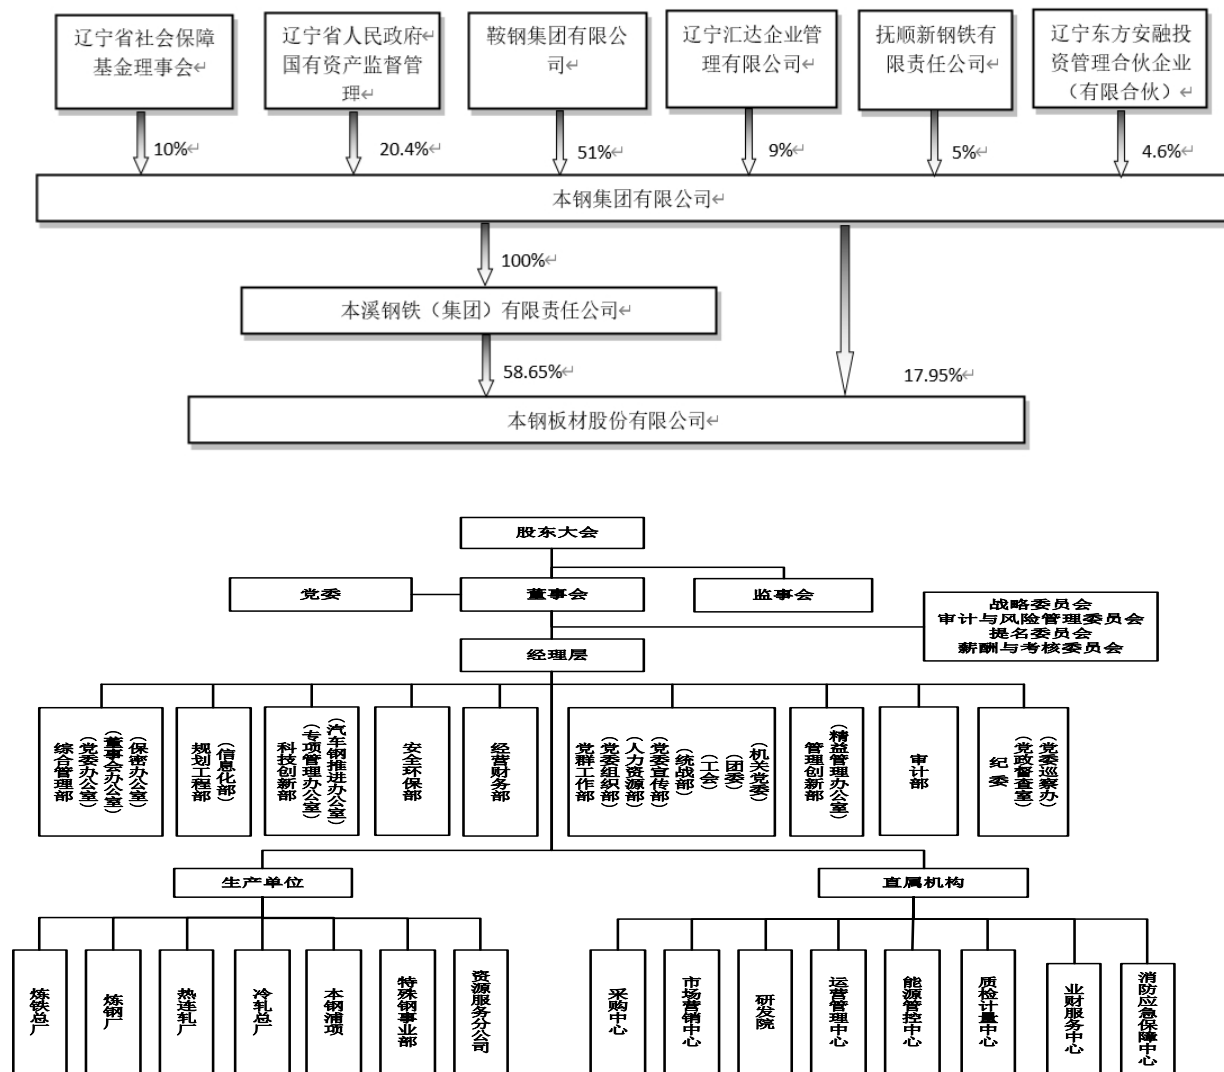 辽宁省社会保障
基金理事会↵
辽宁省人民政府↵
国有资产监督管
理↵
鞍钢集团有限公
司↵
辽宁汇达企业管
理有限公司↵
抚顺新钢铁有
限责任公司↵
辽宁东方安融投
资管理合伙企业
（有限合伙）↵
10%↵
20.4%↵
51%↵
9%↵
5%↵
4.6%↵
本钢集团有限公司↵
100%↵
本溪钢铁（集团）有限责任公司↵
58.65%↵
17.95%↵
本钢板材股份有限公司↵
股东大会
党委
董事会
监事会
战略委员会
审计与风险管理委员会
提名委员会
薪酬与考核委员会
经理层
综合管理部
（党委办公室）
（董事会办公室）
（保密办公室）
规划工程部
（信息化部）
科技创新部
（专项管理办公室）
（汽车钢推进办公室）
安全环保部
经营财务部
党群工作部
（党委组织部）
（人力资源部）
（党委宣传部）
（统战部）
（工会）
（团委）
（机关党委）
管理创新部
（精益管理办公室）
审计部
纪委
（党政督查室）
（党委巡察办）
生产单位
直属机构
炼铁总厂
炼钢厂
热连轧厂
冷轧总厂
本钢浦项
特殊钢事业部
资源服务分公司
采购中心
市场营销中心
研发院
运营管理中心
能源管控中心
质检计量中心
业财服务中心
消防应急保障中心